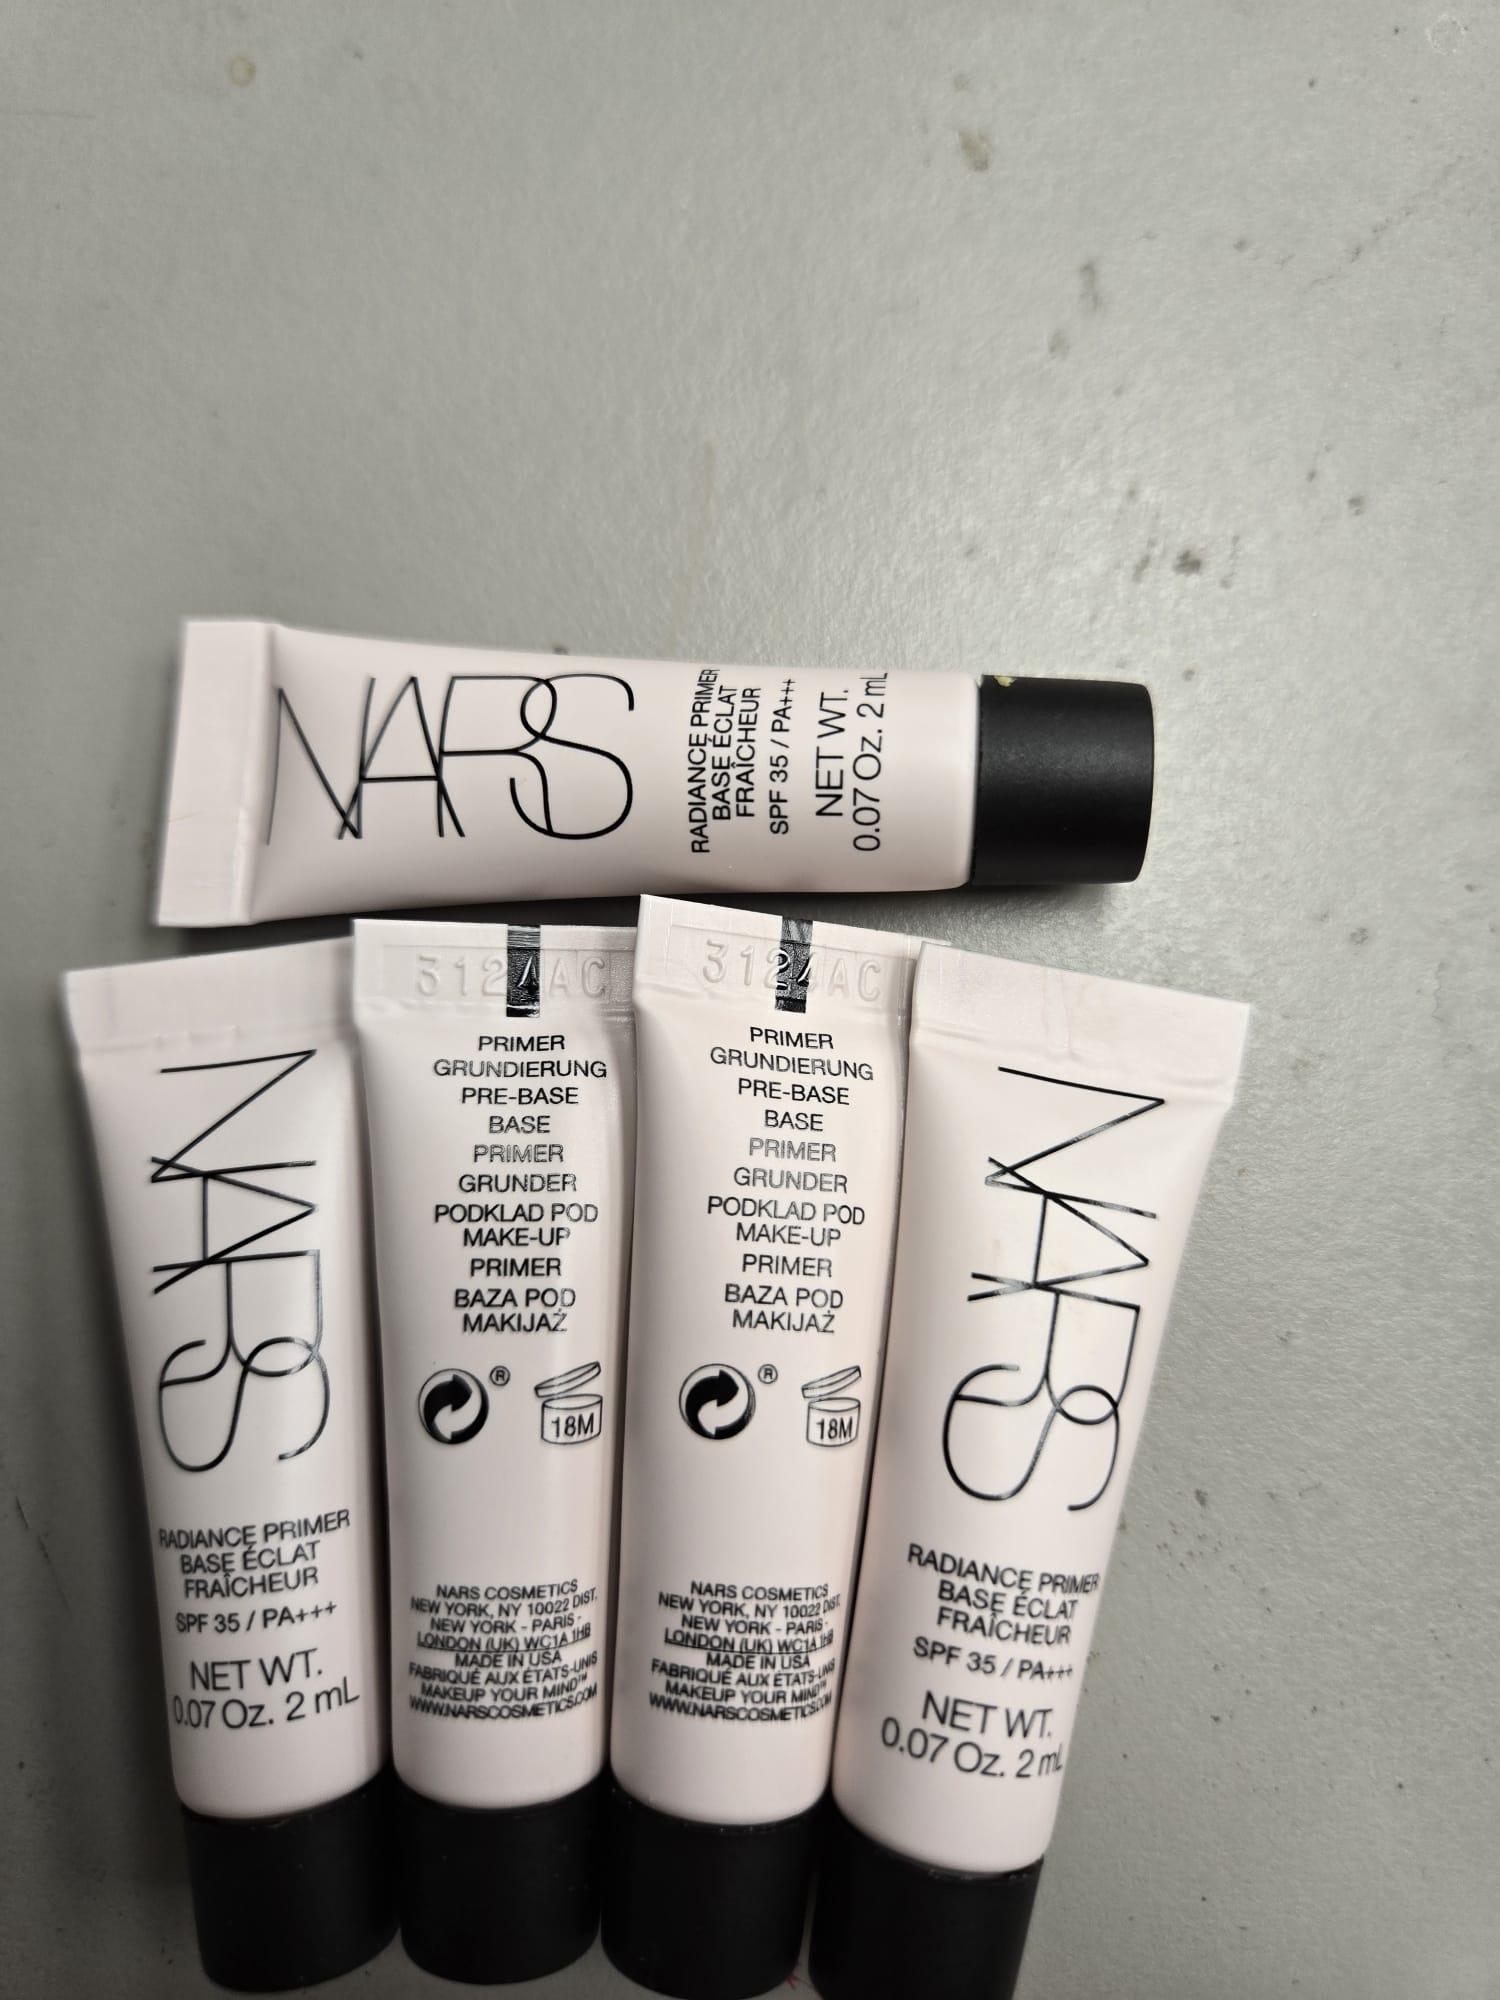 NARS
RADIANCE PRIMER
BASE ÉCLAT
FRAÎCHEUR
SPF 35 / PA+++
NET WT.
0.07 Oz. 2 mL
NARS
RADIANCE PRIMER
BASE ÉCLAT
FRAÎCHEUR
SPF 35 / PA+++
NET WT.
0.07 Oz. 2 mL
3124AC
PRIMER
GRUNDIERUNG
PRE-BASE
BASE
PRIMER
GRUNDER
PODKLAD POD
MAKE-UP
PRIMER
BAZA POD
MAKIJAŻ
®
18M
NARS COSMETICS
NEW YORK, NY 10022 DIST.
NEW YORK - PARIS -
LONDON (UK) WC1A 1HB
MADE IN USA
FABRIQUÉ AUX ÉTATS-UNIS
MAKEUP YOUR MIND™
WWW.NARSCOSMETICS.COM
3124AC
PRIMER
GRUNDIERUNG
PRE-BASE
BASE
PRIMER
GRUNDER
PODKLAD POD
MAKE-UP
PRIMER
BAZA POD
MAKIJAŻ
®
18M
NARS COSMETICS
NEW YORK, NY 10022 DIST.
NEW YORK - PARIS -
LONDON (UK) WC1A 1HB
MADE IN USA
FABRIQUÉ AUX ÉTATS-UNIS
MAKEUP YOUR MIND™
WWW.NARSCOSMETICS.COM
NARS
RADIANCE PRIMER
BASE ÉCLAT
FRAÎCHEUR
SPF 35 / PA+++
NET WT.
0.07 Oz. 2 mL